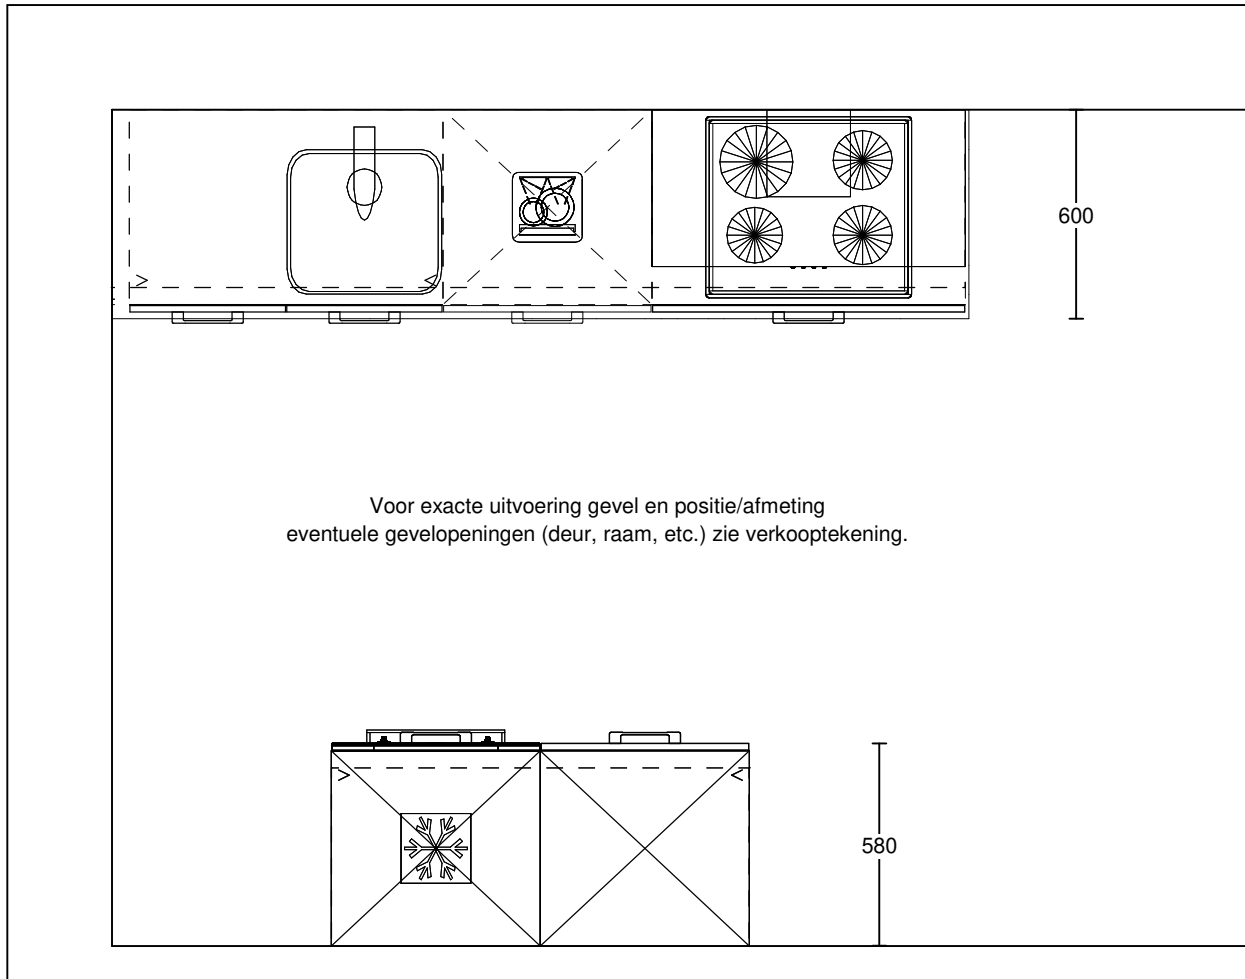 600
Voor exacte uitvoering gevel en positie/afmeting
eventuele gevelopeningen (deur, raam, etc.) zie verkooptekening.
580